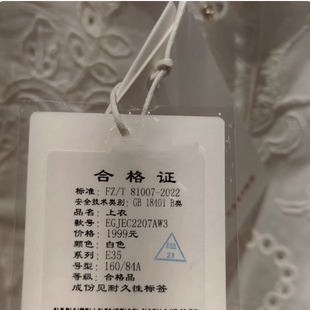 合格证
标准: FZ/T 81007-2022
安全技术类别: GB 18401 B类
品名: 上衣
款号: EGJEC2207AW3
价格: 1999元
颜色: 白色
系列: E35
号型: 160/84A
等级: 合格品
成份见耐久性标签